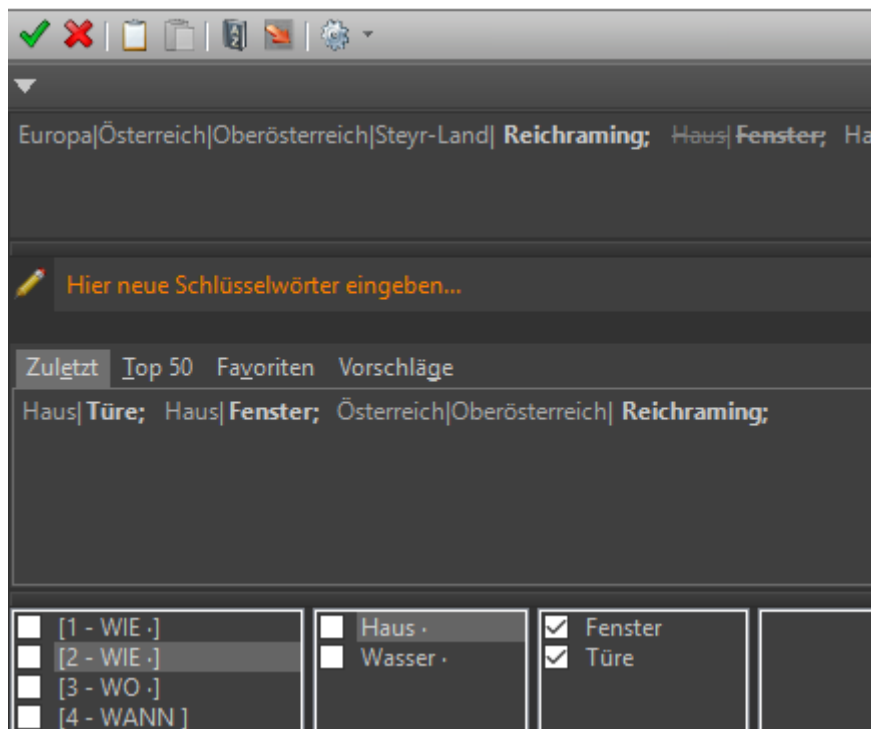 Europa|Österreich|Oberösterreich|Steyr-Land| Reichraming; Haus| Fenster; Ha
Hier neue Schlüsselwörter eingeben...
Zuletzt Top 50 Favoriten Vorschläge
Haus| Türe; Haus| Fenster; Österreich|Oberösterreich| Reichraming;
[1 - WIE ·] Haus · Fenster
[2 - WIE ·] Wasser · Türe
[3 - WO ·]
[4 - WANN ]